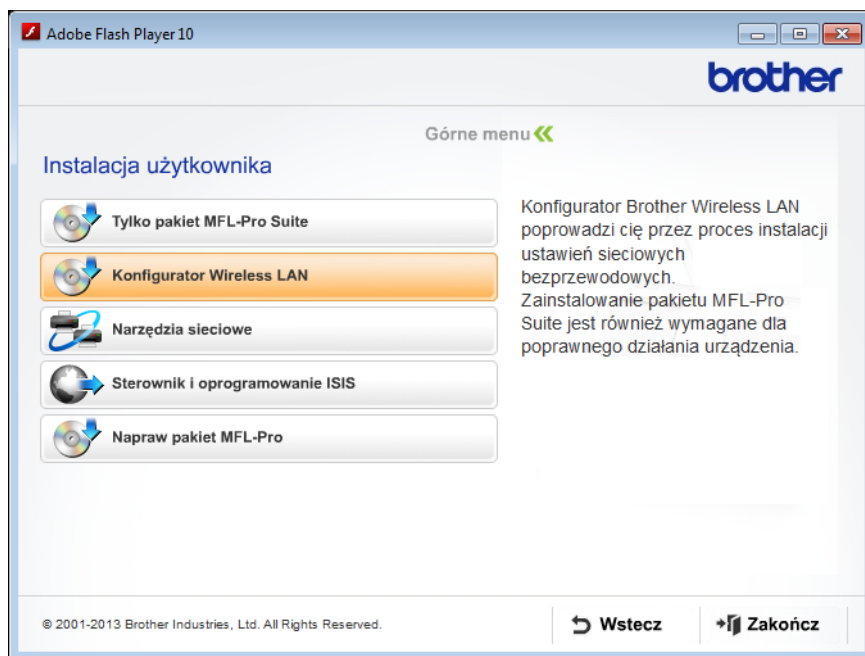 Adobe Flash Player 10
brother
Górne menu
Instalacja użytkownika
Tylko pakiet MFL-Pro Suite
Konfigurator Wireless LAN
Narzędzia sieciowe
Sterownik i oprogramowanie ISIS
Napraw pakiet MFL-Pro
Konfigurator Brother Wireless LAN
poprowadzi cię przez proces instalacji
ustawień sieciowych
bezprzewodowych.
Zainstalowanie pakietu MFL-Pro
Suite jest również wymagane dla
poprawnego działania urządzenia.
© 2001-2013 Brother Industries, Ltd. All Rights Reserved.
Wstecz
Zakończ